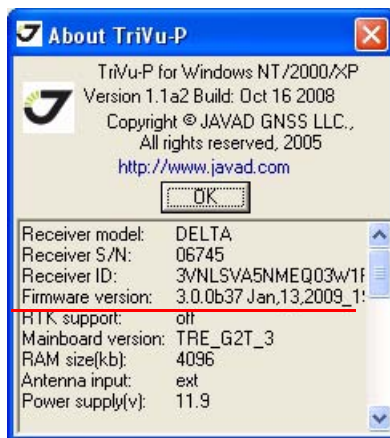 About TriVu-P
TriVu-P for Windows NT/2000/XP
Version 1.1a2 Build: Oct 16 2008
Copyright © JAVAD GNSS LLC.,
All rights reserved, 2005
http://www.javad.com
OK
Receiver model: DELTA
Receiver S/N: 06745
Receiver ID: 3VNLSVA5NMEQ03W1
Firmware version: 3.0.0b37 Jan,13,2009_1
RTK support: off
Mainboard version: TRE_G2T_3
RAM size(kb): 4096
Antenna input: ext
Power supply(v): 11.9